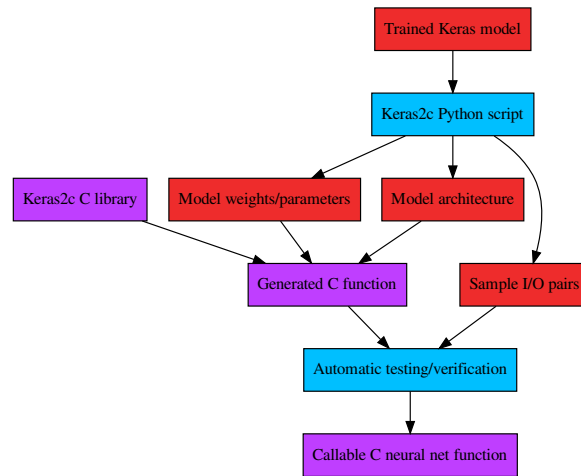 Trained Keras model
Keras2c Python script
Keras2c C library
Model weights/parameters
Model architecture
Generated C function
Sample I/O pairs
Automatic testing/verification
Callable C neural net function